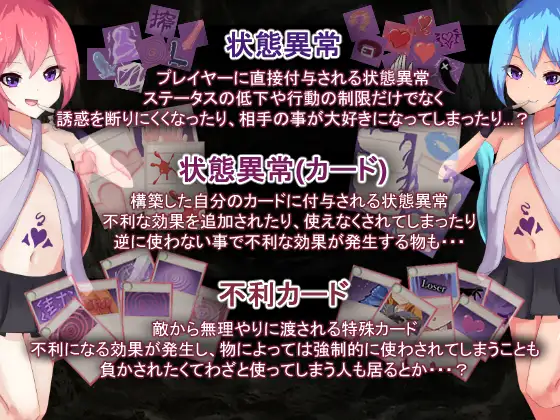 状態異常
プレイヤーに直接付与される状態異常
ステータスの低下や行動の制限だけでなく
誘惑を断りにくくなったり、相手の事が大好きになってしまったり...？
状態異常(カード)
構築した自分のカードに付与される状態異常
不利な効果を追加されたり、使えなくされてしまったり
逆に使わない事で不利な効果が発生する物も・・・
不利カード
敵から無理やりに渡される特殊カード
不利になる効果が発生し、物によっては強制的に使わされてしまうことも
負かされたくてわざと使ってしまう人も居るとか・・・？
搾
Loser